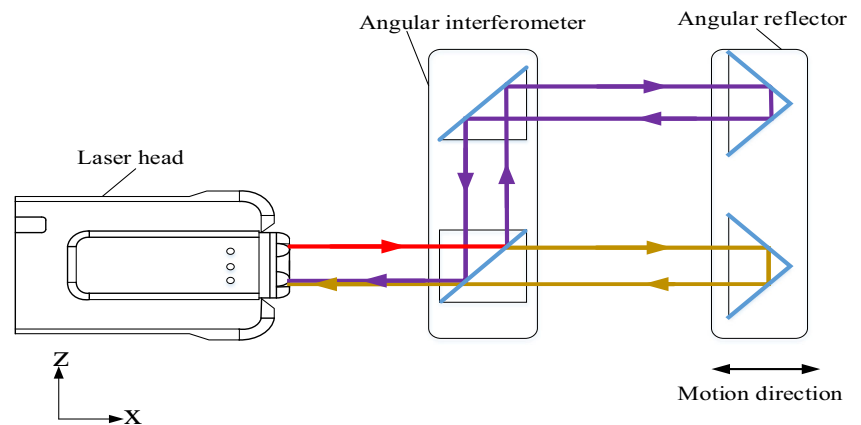 Angular interferometer
Angular reflector
Laser head
Z
X
Motion direction